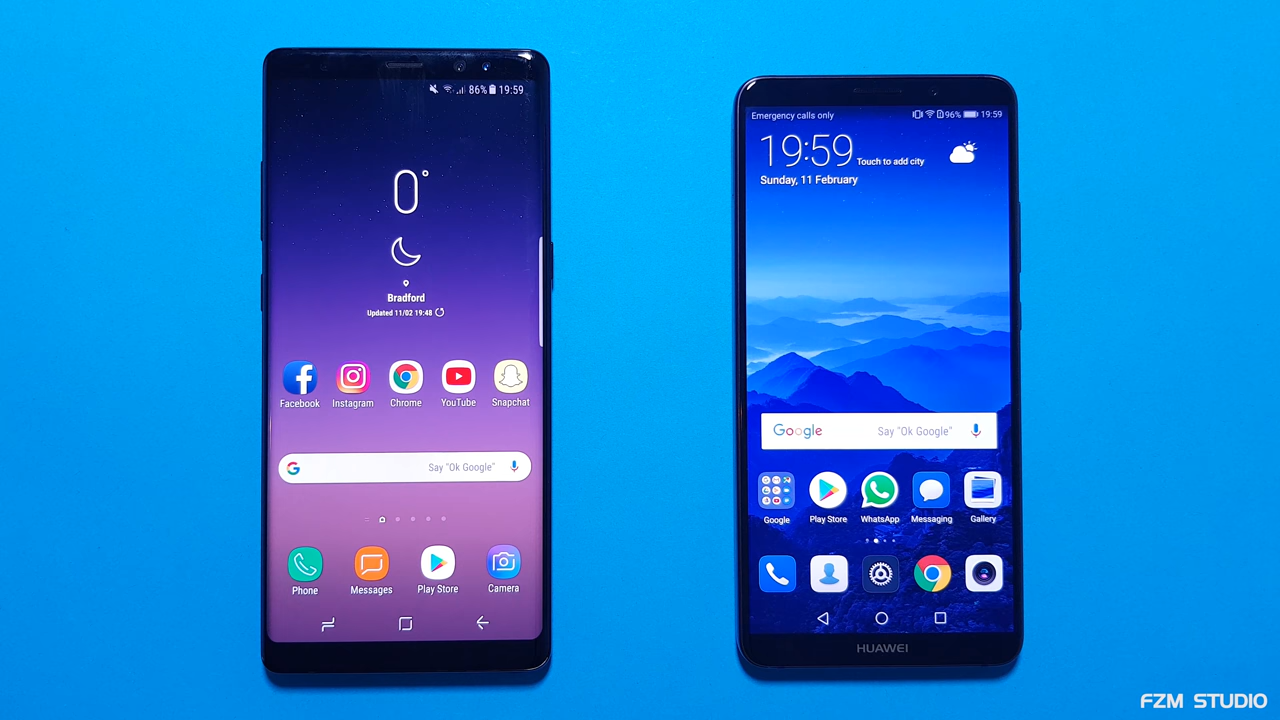 86% 19:59
0°
Bradford
Updated 11/02 19:48
Facebook Instagram Chrome YouTube Snapchat
G Say "Ok Google"
Phone Messages Play Store Camera
Emergency calls only 96% 19:59
19:59 Touch to add city
Sunday, 11 February
Google Say "Ok Google"
Google Play Store WhatsApp Messaging Gallery
HUAWEI
FZM STUDIO